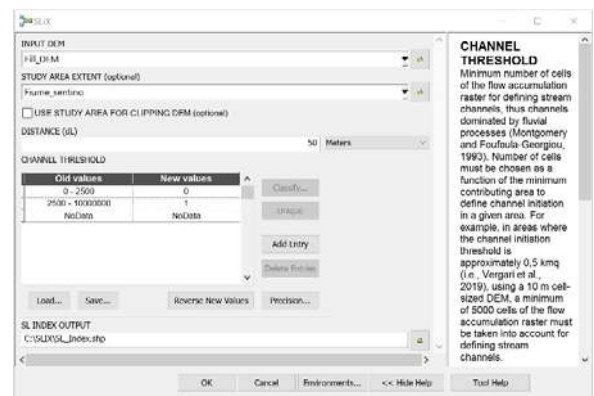 SLiX
INPUT DEM
Fill_DEM
STUDY AREA EXTENT (optional)
Fiume_sentino
USE STUDY AREA FOR CLIPPING DEM (optional)
DISTANCE (dL)
50 Meters
CHANNEL THRESHOLD
Old values New values
0 - 2500 0
2500 - 10000000 1
NoData NoData
Classify...
Unique
Add Entry
Delete Entries
Load... Save... Reverse New Values Precision...
SL INDEX OUTPUT
C:\SLIX\SL_Index.shp
OK Cancel Environments... << Hide Help Tool Help
CHANNEL
THRESHOLD
Minimum number of cells
of the flow accumulation
raster for defining stream
channels, thus channels
dominated by fluvial
processes (Montgomery
and Foufoula-Georgiou,
1993). Number of cells
must be chosen as a
function of the minimum
contributing area to
define channel initiation
in a given area. For
example, in areas where
the channel initiation
threshold is
approximately 0,5 kmq
(i.e., Vergari et al.,
2019), using a 10 m cell-
sized DEM, a minimum
of 5000 cells of the flow
accumulation raster must
be taken into account for
defining stream
channels.